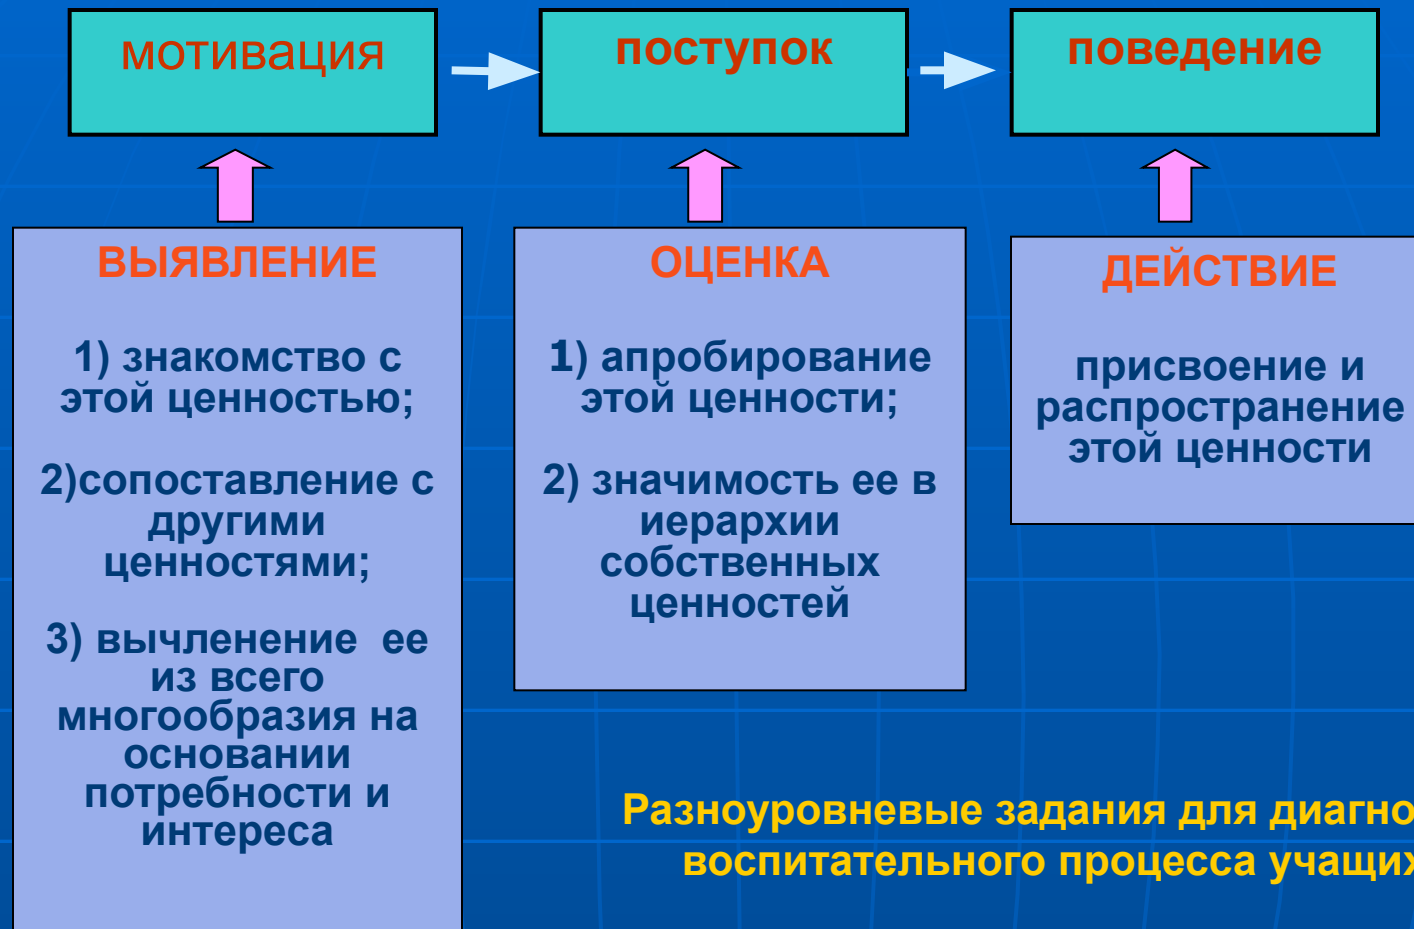 мотивация
поступок
поведение
ВЫЯВЛЕНИЕ
1) знакомство с
этой ценностью;
2)сопоставление с
другими
ценностями;
3) вычленение ее
из всего
многообразия на
основании
потребности и
интереса
ОЦЕНКА
1) апробирование
этой ценности;
2) значимость ее в
иерархии
собственных
ценностей
ДЕЙСТВИЕ
присвоение и
распространение
этой ценности
Разноуровневые задания для
воспитательного процесса